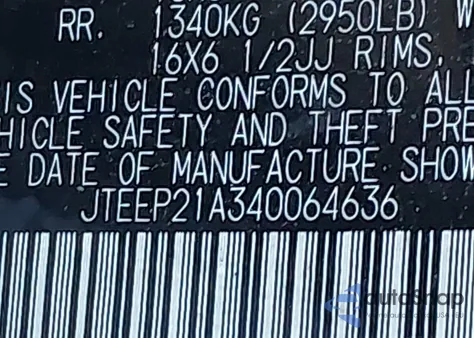 RR. 1340KG (2950LB) W
16X6 1/2JJ RIMS,
IS VEHICLE CONFORMS TO ALL
HICLE SAFETY AND THEFT PRE
E DATE OF MANUFACTURE SHOW
JTEEP21A340064636
autoSnap